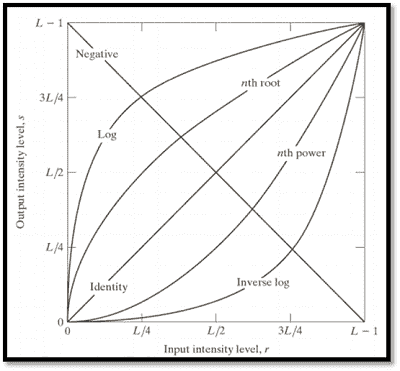 L − 1
Negative
nth root
3L/4
Log
nth power
L/2
L/4
Identity
Inverse log
0
0
L/4
L/2
3L/4
L − 1
Output intensity level, s
Input intensity level, r